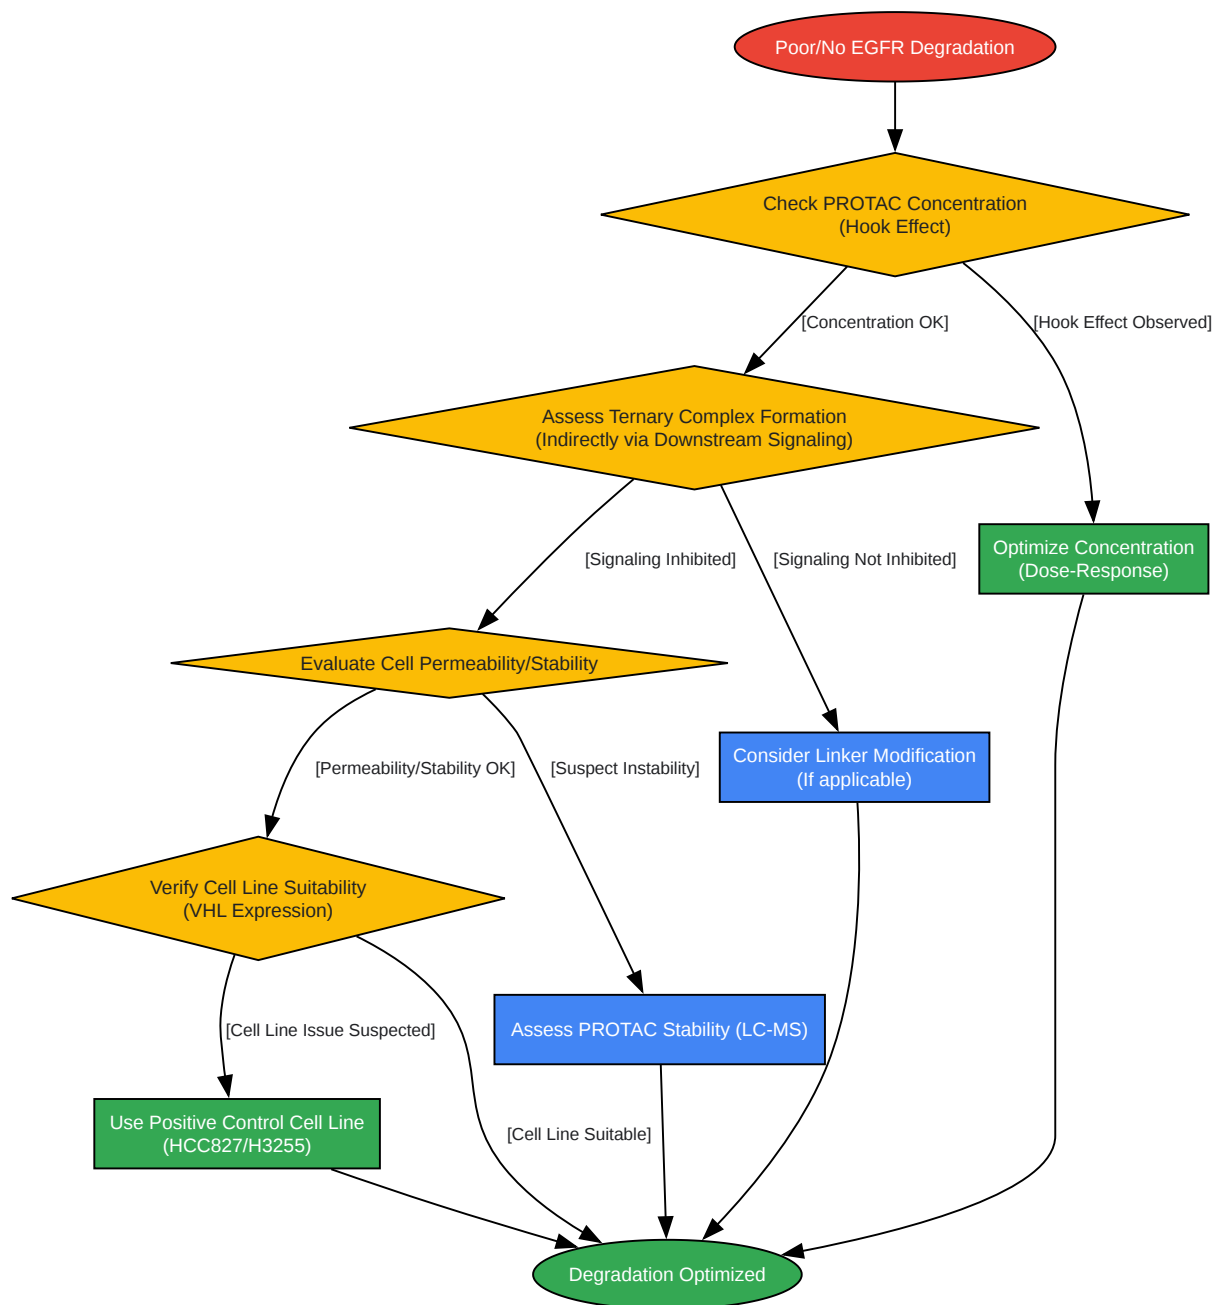 Poor/No EGFR Degradation
Check PROTAC Concentration
(Hook Effect)
[Concentration OK]
[Hook Effect Observed]
Assess Ternary Complex Formation
(Indirectly via Downstream Signaling)
Optimize Concentration
(Dose-Response)
[Signaling Inhibited]
[Signaling Not Inhibited]
Evaluate Cell Permeability/Stability
Consider Linker Modification
(If applicable)
[Permeability/Stability OK]
[Suspect Instability]
Verify Cell Line Suitability
(VHL Expression)
[Cell Line Issue Suspected]
Assess PROTAC Stability (LC-MS)
Use Positive Control Cell Line
(HCC827/H3255)
[Cell Line Suitable]
Degradation Optimized